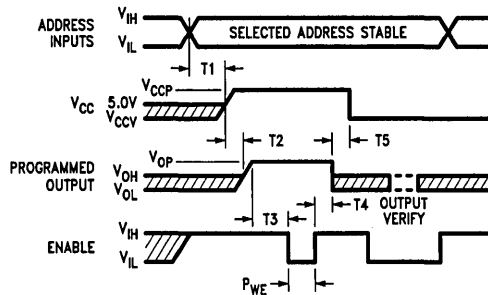 ADDRESS INPUTS
V_IH
V_IL
SELECTED ADDRESS STABLE
T1
V_CC
V_CCP
5.0V
V_CCV
T2
T5
PROGRAMMED OUTPUT
V_OP
V_OH
V_OL
T3
T4
OUTPUT VERIFY
ENABLE
V_IH
V_IL
P_WE